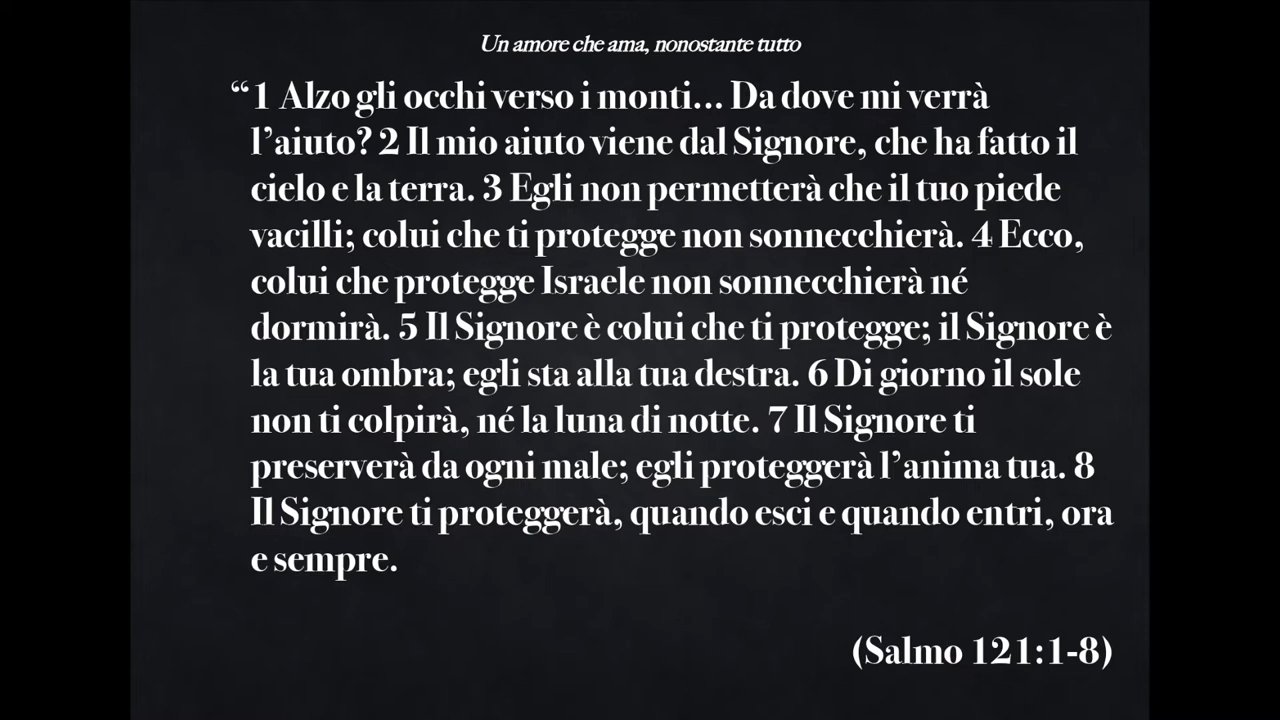 Un amore che ama, nonostante tutto
“1 Alzo gli occhi verso i monti... Da dove mi verrà
l’aiuto? 2 Il mio aiuto viene dal Signore, che ha fatto il
cielo e la terra. 3 Egli non permetterà che il tuo piede
vacilli; colui che ti protegge non sonnecchierà. 4 Ecco,
colui che protegge Israele non sonnecchierà né
dormirà. 5 Il Signore è colui che ti protegge; il Signore è
la tua ombra; egli sta alla tua destra. 6 Di giorno il sole
non ti colpirà, né la luna di notte. 7 Il Signore ti
preserverà da ogni male; egli proteggerà l’anima tua. 8
Il Signore ti proteggerà, quando esci e quando entri, ora
e sempre.
(Salmo 121:1-8)